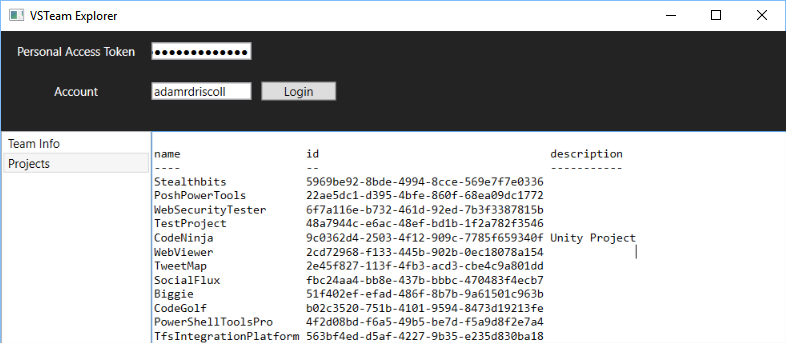 VSTeam Explorer
Personal Access Token
Account adamrdriscoll Login
Team Info
Projects
name id description
---- -- -----------
Stealthbits 5969be92-8bde-4994-8cce-569e7f7e0336
PoshPowerTools 22ae5dc1-d395-4bfe-860f-68ea09dc1772
WebSecurityTester 6f7a116e-b732-461d-92ed-7b3f3387815b
TestProject 48a7944c-e6ac-48ef-bd1b-1f2a782f3546
CodeNinja 9c0362d4-2503-4f12-909c-7785f659340f Unity Project
WebViewer 2cd72968-f133-445b-902b-0ec18078a154
TweetMap 2e45f827-113f-4fb3-acd3-cbe4c9a801dd
SocialFlux fbc24aa4-bb8e-437b-bbbc-470483f4ecb7
Biggie 51f402ef-efad-486f-8b7b-9a61501c963b
CodeGolf b02c3520-751b-4101-9594-8473d19213fe
PowerShellToolsPro 4f2d08bd-f6a5-49b5-be7d-f5a9d8f2e7a4
TfsIntegrationPlatform 563bf4ed-d5af-4227-9b35-e235d830ba18